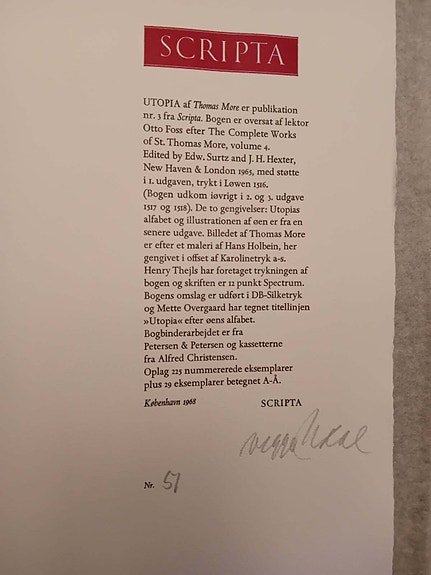 SCRIPTA
UTOPIA af Thomas More er publikation
nr. 3 fra Scripta. Bogen er oversat af lektor
Otto Foss efter The Complete Works
of St. Thomas More, volume 4.
Edited by Edw. Surtz and J. H. Hexter,
New Haven & London 1965, med støtte
i 1. udgaven, trykt i Løwen 1516.
(Bogen udkom iøvrigt i 2. og 3. udgave
1517 og 1518). De to gengivelser: Utopias
alfabet og illustrationen af øen er fra en
senere udgave. Billedet af Thomas More
er efter et maleri af Hans Holbein, her
gengivet i offset af Karolinetryk a-s.
Henry Thejls har foretaget trykningen af
bogen og skriften er 12 punkt Spectrum.
Bogens omslag er udført i DB-Silketryk
og Mette Overgaard har tegnet titellinjen
»Utopia« efter øens alfabet.
Bogbinderarbejdet er fra
Petersen & Petersen og kassetterne
fra Alfred Christensen.
Oplag 225 nummererede eksemplarer
plus 29 eksemplarer betegnet A-Å.
København 1968 SCRIPTA
Nr. 51